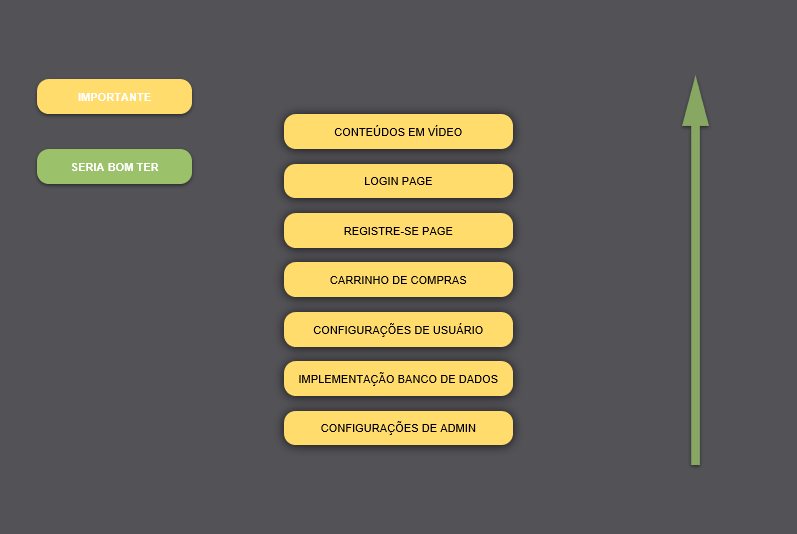 IMPORTANTE
SERIA BOM TER
CONTEÚDOS EM VÍDEO
LOGIN PAGE
REGISTRE-SE PAGE
CARRINHO DE COMPRAS
CONFIGURAÇÕES DE USUÁRIO
IMPLEMENTAÇÃO BANCO DE DADOS
CONFIGURAÇÕES DE ADMIN